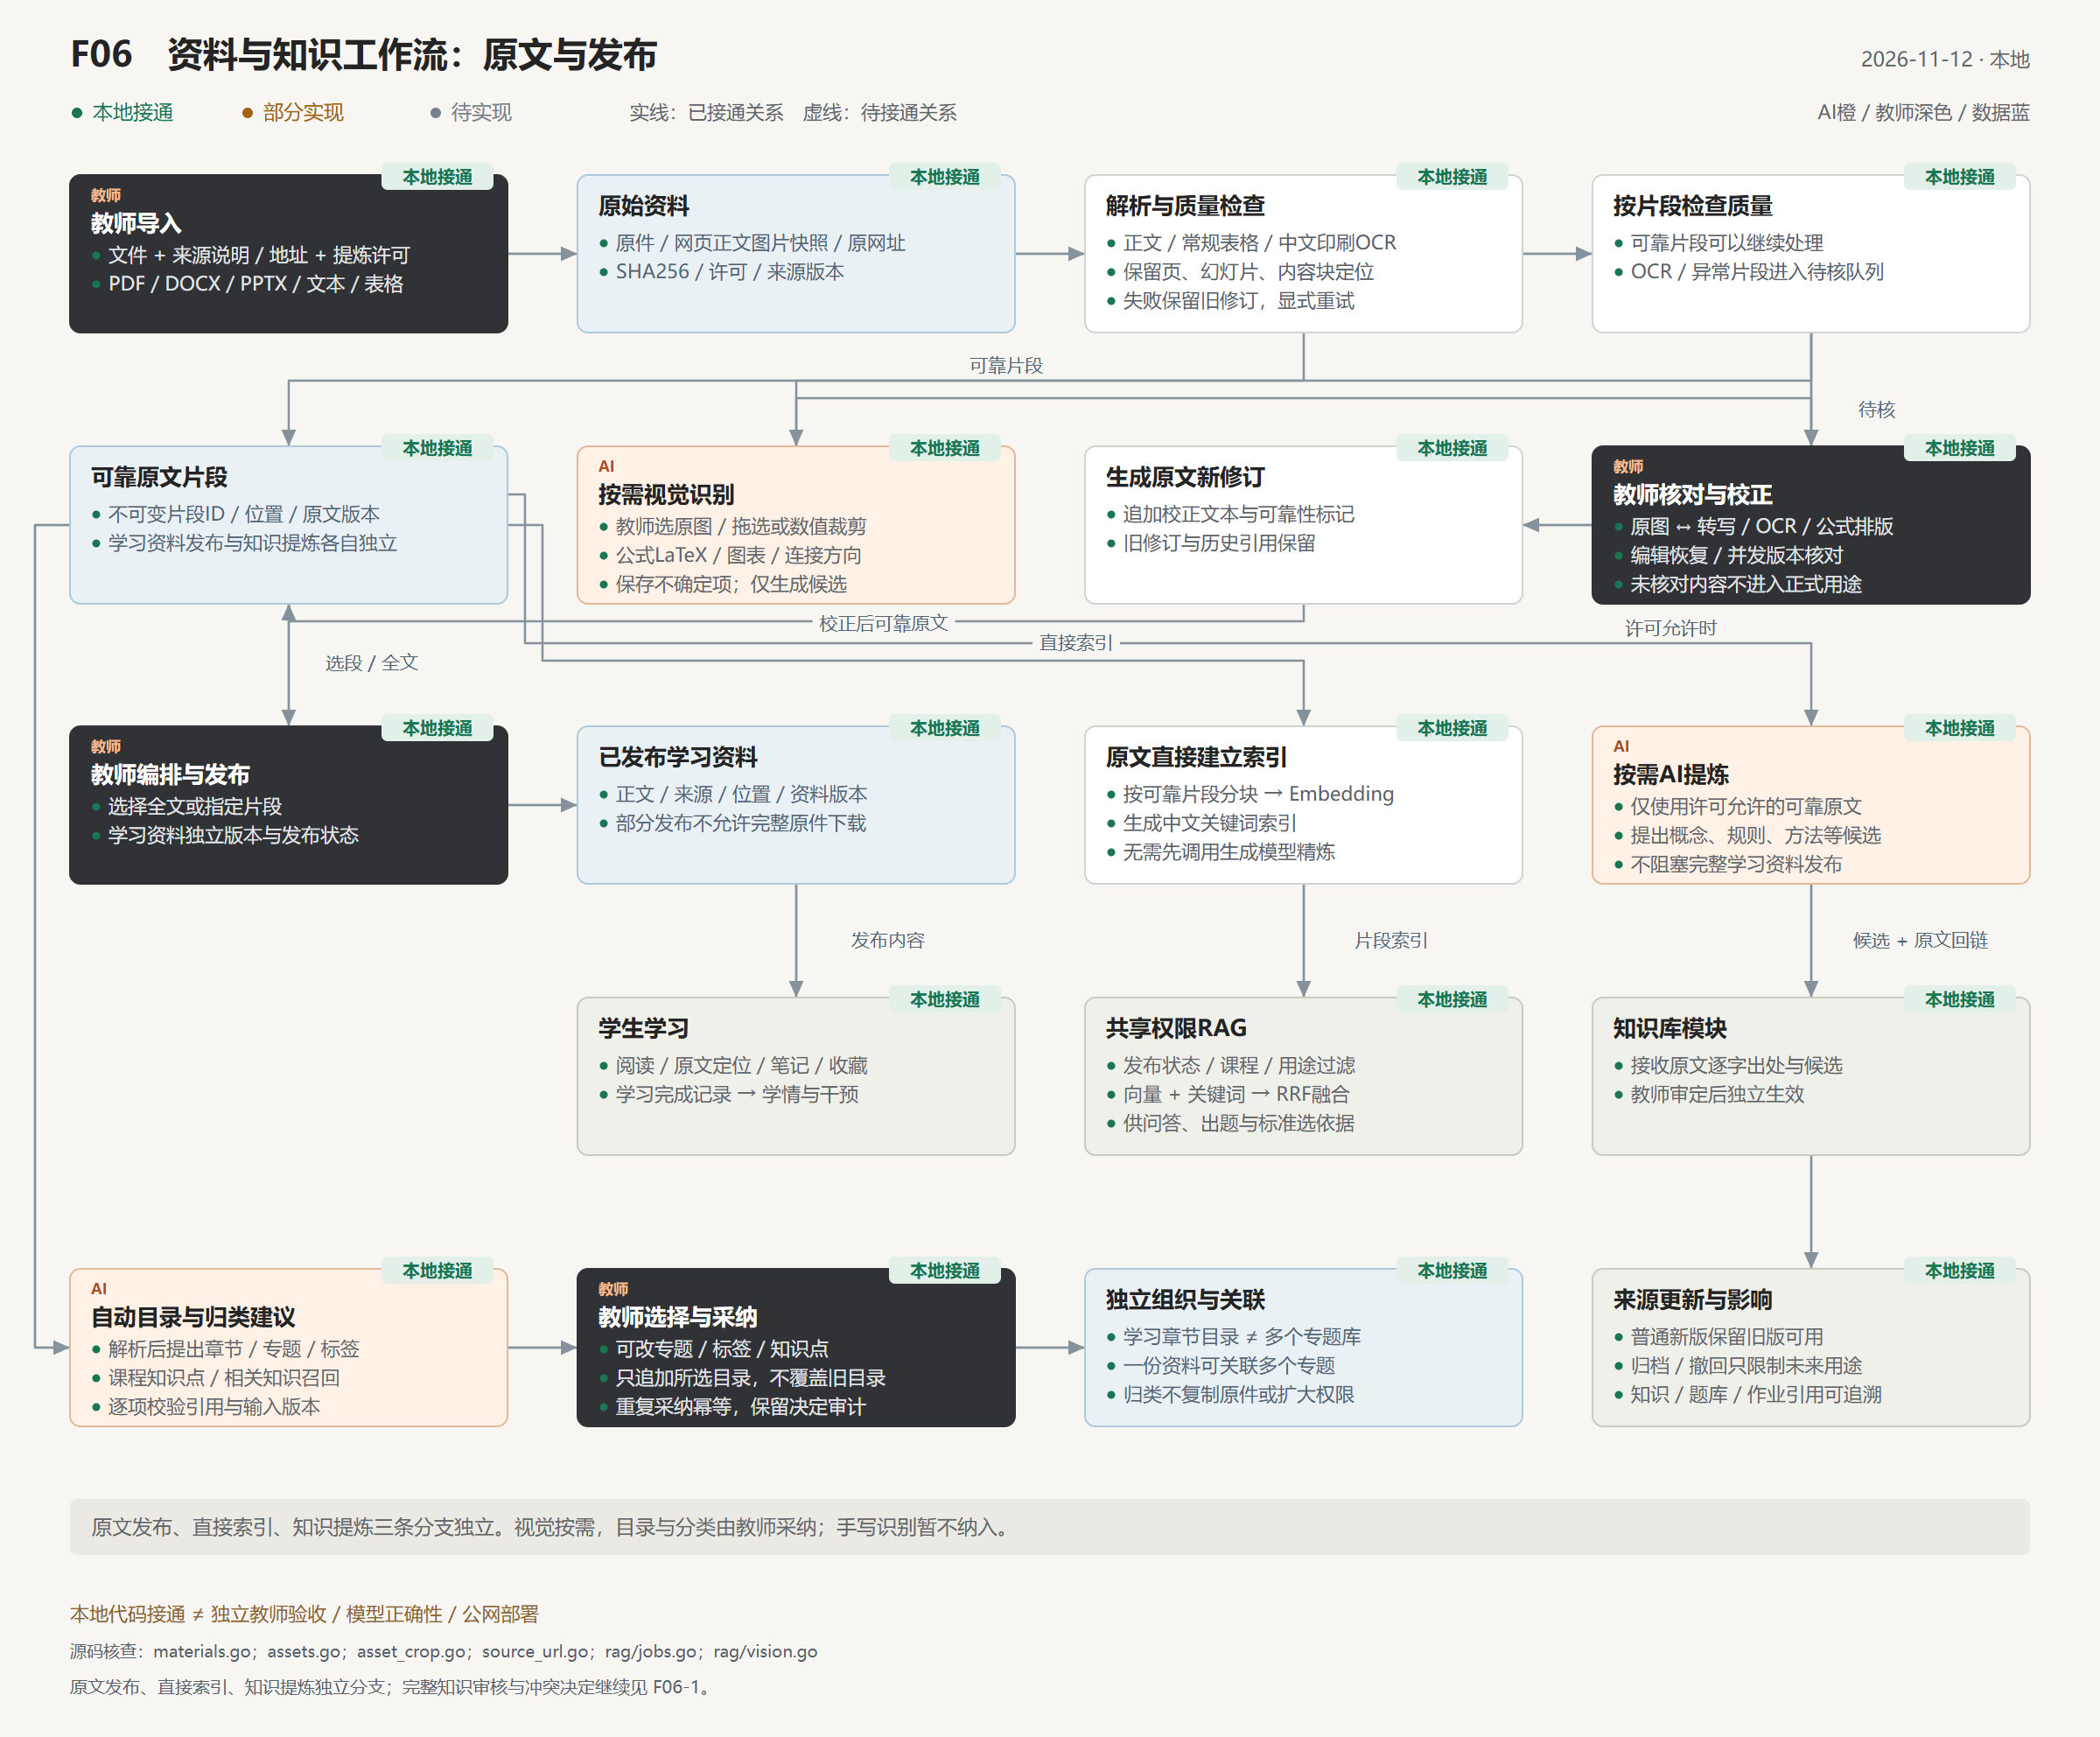 F06 资料与知识工作流：原文与发布
2026-11-12 · 本地
本地接通
部分实现
待实现
实线：已接通关系 虚线：待接通关系
AI橙 / 教师深色 / 数据蓝
本地接通
教师
教师导入
文件 + 来源说明 / 地址 + 提炼许可
PDF / DOCX / PPTX / 文本 / 表格
本地接通
原始资料
原件 / 网页正文图片快照 / 原网址
SHA256 / 许可 / 来源版本
本地接通
解析与质量检查
正文 / 常规表格 / 中文印刷OCR
保留页、幻灯片、内容块定位
失败保留旧修订，显式重试
本地接通
按片段检查质量
可靠片段可以继续处理
OCR / 异常片段进入待核队列
可靠片段
待核
本地接通
可靠原文片段
不可变片段ID / 位置 / 原文版本
学习资料发布与知识提炼各自独立
本地接通
AI
按需视觉识别
教师选原图 / 拖选或数值裁剪
公式LaTeX / 图表 / 连接方向
保存不确定项；仅生成候选
本地接通
生成原文新修订
追加校正文本与可靠性标记
旧修订与历史引用保留
本地接通
教师
教师核对与校正
原图 ↔ 转写 / OCR / 公式排版
编辑恢复 / 并发版本核对
未核对内容不进入正式用途
校正后可靠原文
直接索引
许可允许时
选段 / 全文
本地接通
教师
教师编排与发布
选择全文或指定片段
学习资料独立版本与发布状态
本地接通
已发布学习资料
正文 / 来源 / 位置 / 资料版本
部分发布不允许完整原件下载
本地接通
原文直接建立索引
按可靠片段分块 → Embedding
生成中文关键词索引
无需先调用生成模型精炼
本地接通
AI
按需AI提炼
仅使用许可允许的可靠原文
提出概念、规则、方法等候选
不阻塞完整学习资料发布
发布内容
片段索引
候选 + 原文回链
本地接通
学生学习
阅读 / 原文定位 / 笔记 / 收藏
学习完成记录 → 学情与干预
本地接通
共享权限RAG
发布状态 / 课程 / 用途过滤
向量 + 关键词 → RRF融合
供问答、出题与标准选依据
本地接通
知识库模块
接收原文逐字出处与候选
教师审定后独立生效
本地接通
AI
自动目录与归类建议
解析后提出章节 / 专题 / 标签
课程知识点 / 相关知识召回
逐项校验引用与输入版本
本地接通
教师
教师选择与采纳
可改专题 / 标签 / 知识点
只追加所选目录，不覆盖旧目录
重复采纳幂等，保留决定审计
本地接通
独立组织与关联
学习章节目录 ≠ 多个专题库
一份资料可关联多个专题
归类不复制原件或扩大权限
本地接通
来源更新与影响
普通新版保留旧版可用
归档 / 撤回只限制未来用途
知识 / 题库 / 作业引用可追溯
原文发布、直接索引、知识提炼三条分支独立。视觉按需，目录与分类由教师采纳；手写识别暂不纳入。
本地代码接通 ≠ 独立教师验收 / 模型正确性 / 公网部署
源码核查：materials.go；assets.go；asset_crop.go；source_url.go；rag/jobs.go；rag/vision.go
原文发布、直接索引、知识提炼独立分支；完整知识审核与冲突决定继续见 F06-1。